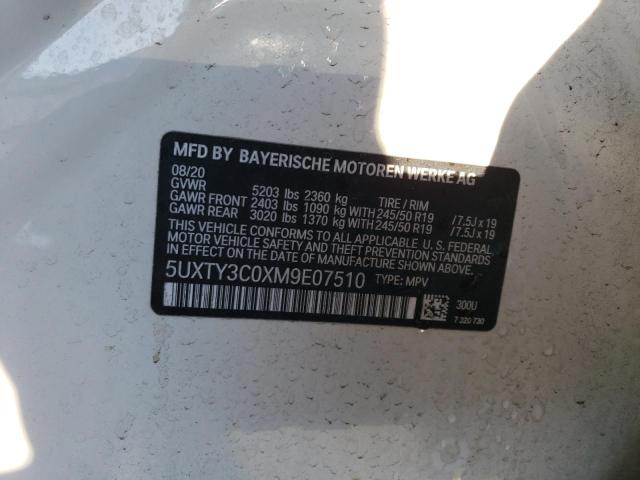 MFD BY BAYERISCHE MOTOREN WERKE AG
08/20
GVWR 5203 lbs 2360 kg TIRE / RIM
GAWR FRONT 2403 lbs 1090 kg WITH 245/50 R19 /7.5J x 19
GAWR REAR 3020 lbs 1370 kg WITH 245/50 R19 /7.5J x 19
THIS VEHICLE CONFORMS TO ALL APPLICABLE U.S. FEDERAL
MOTOR VEHICLE SAFETY AND THEFT PREVENTION STANDARDS
IN EFFECT ON THE DATE OF MANUFACTURE SHOWN ABOVE.
5UXTY3C0XM9E07510 TYPE: MPV
300U
7 320 730